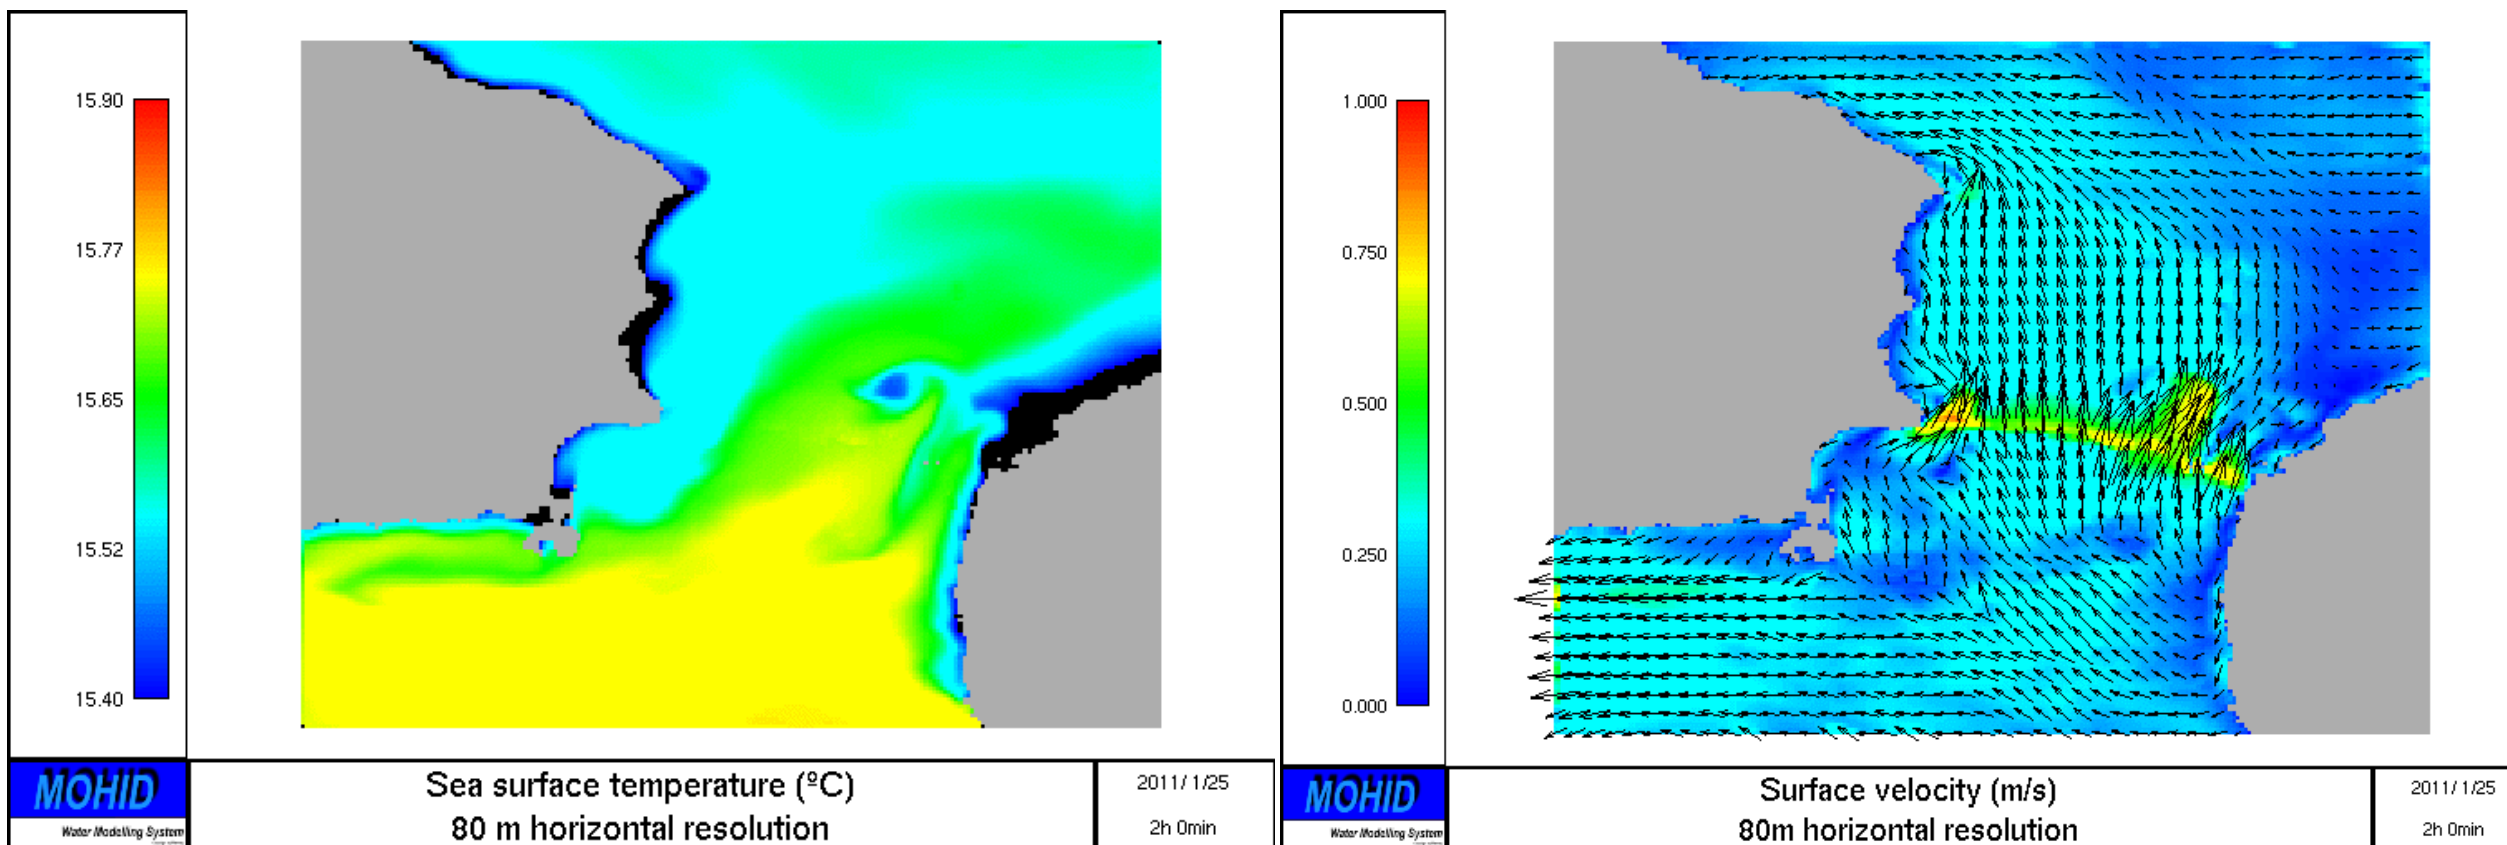 15.90
15.77
15.65
15.52
15.40
MOHID
Water Modelling System
Sea surface temperature (ºC)
80 m horizontal resolution
2011/ 1/25
2h 0min
1.000
0.750
0.500
0.250
0.000
MOHID
Water Modelling System
Surface velocity (m/s)
80m horizontal resolution
2011/ 1/25
2h 0min